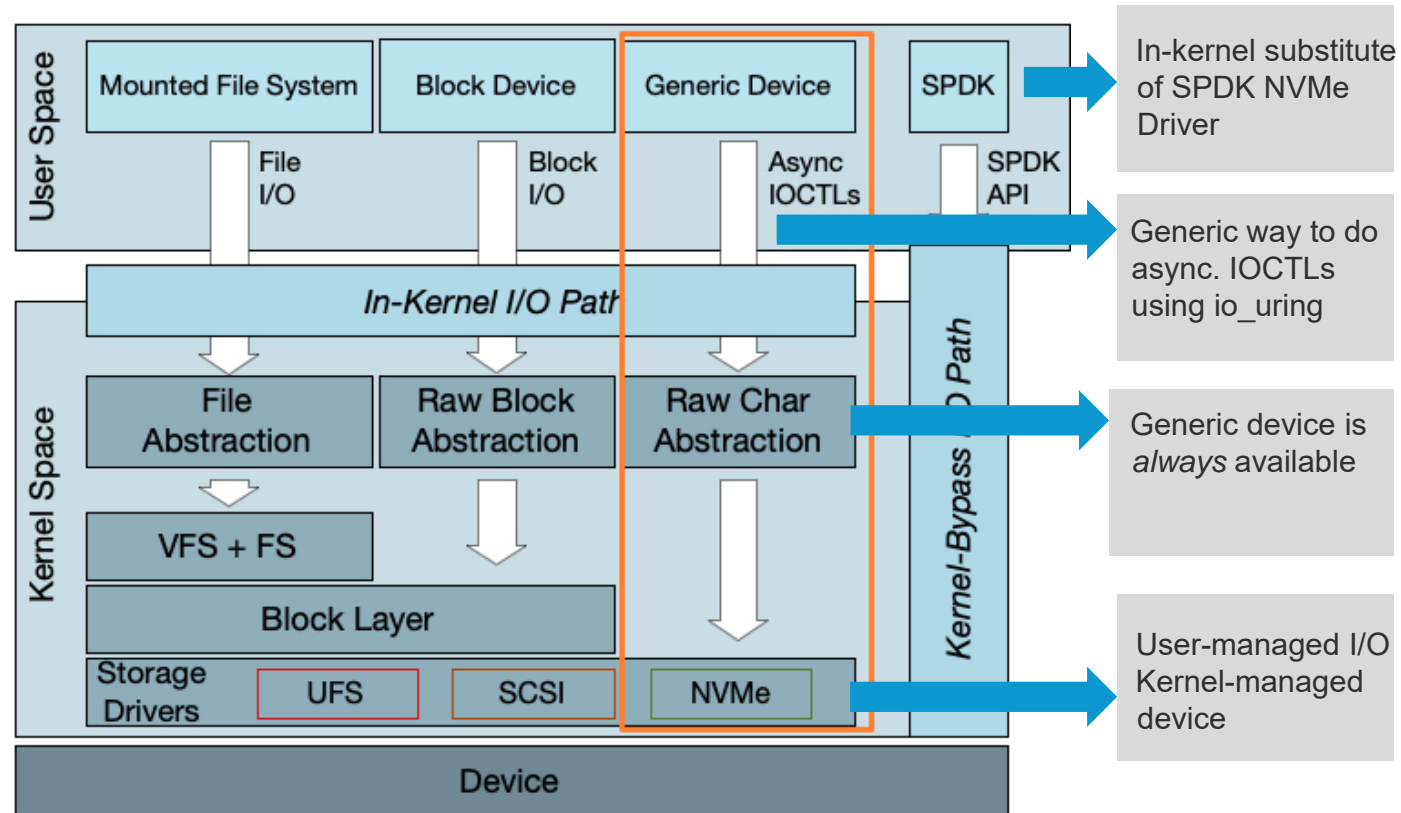 User Space
Mounted File System
Block Device
Generic Device
SPDK
File
I/O
Block
I/O
Async
IOCTLs
SPDK
API
In-Kernel I/O Path
Kernel Space
File
Abstraction
Raw Block
Abstraction
Raw Char
Abstraction
VFS + FS
Block Layer
Storage
Drivers
UFS
SCSI
NVMe
Kernel-Bypass I/O Path
Device
In-kernel substitute
of SPDK NVMe
Driver
Generic way to do
async. IOCTLs
using io_uring
Generic device is
always available
User-managed I/O
Kernel-managed
device